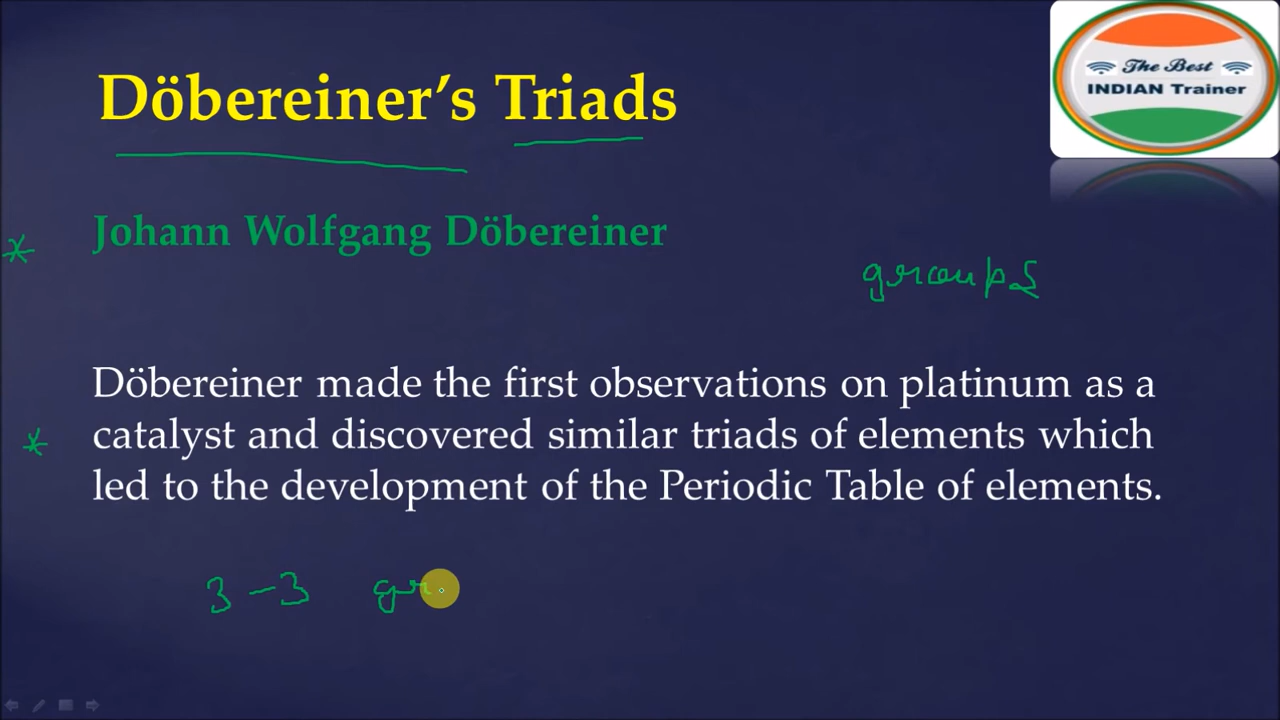 Döbereiner’s Triads
The Best
INDIAN Trainer
Johann Wolfgang Döbereiner
groups
Döbereiner made the first observations on platinum as a
catalyst and discovered similar triads of elements which
led to the development of the Periodic Table of elements.
3 - 3 gr